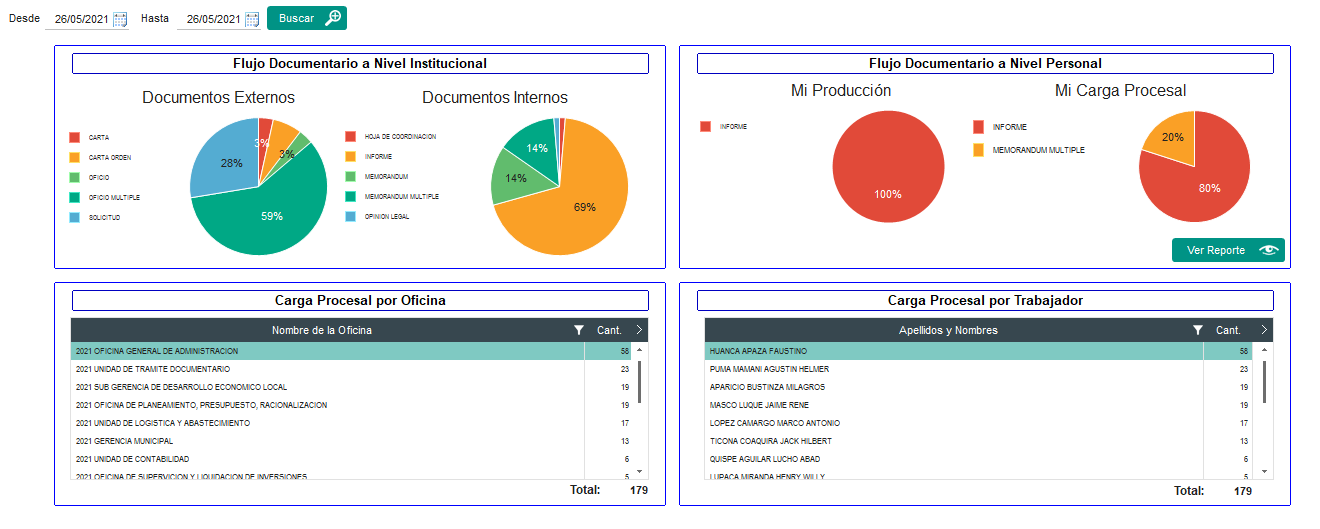 Desde 26/05/2021 Hasta 26/05/2021 Buscar
Flujo Documentario a Nivel Institucional
Documentos Externos
CARTA
CARTA ORDEN
OFICIO
OFICIO MULTIPLE
SOLICITUD
3%
3%
28%
59%
Documentos Internos
HOJA DE COORDINACION
INFORME
MEMORANDUM
MEMORANDUM MULTIPLE
OPINION LEGAL
14%
14%
69%
Flujo Documentario a Nivel Personal
Mi Producción
INFORME
100%
Mi Carga Procesal
INFORME
MEMORANDUM MULTIPLE
20%
80%
Ver Reporte
Carga Procesal por Oficina
Nombre de la Oficina Cant.
2021 OFICINA GENERAL DE ADMINISTRACION 58
2021 UNIDAD DE TRAMITE DOCUMENTARIO 23
2021 SUB GERENCIA DE DESARROLLO ECONOMICO LOCAL 19
2021 OFICINA DE PLANEAMIENTO, PRESUPUESTO, RACIONALIZACION 19
2021 UNIDAD DE LOGISTICA Y ABASTECIMIENTO 17
2021 GERENCIA MUNICIPAL 13
2021 UNIDAD DE CONTABILIDAD 6
2021 OFICINA DE SUPERVICION Y LIQUIDACION DE INVERSIONES 5
Total: 179
Carga Procesal por Trabajador
Apellidos y Nombres Cant.
HUANCA APAZA FAUSTINO 58
PUMA MAMANI AGUSTIN HELMER 23
APARICIO BUSTINZA MILAGROS 19
MASCO LUQUE JAIME RENE 19
LOPEZ CAMARGO MARCO ANTONIO 17
TICONA COAQUIRA JACK HILBERT 13
QUISPE AGUILAR LUCHO ABAD 6
LUPACA MIRANDA HENRY WILLY 5
Total: 179